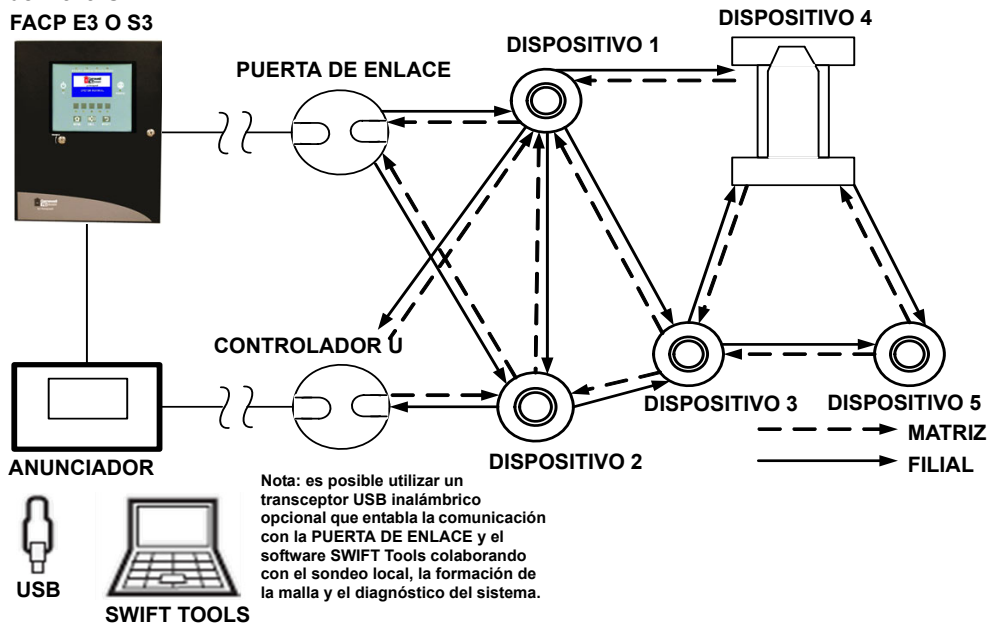 FACP E3 O S3
PUERTA DE ENLACE
DISPOSITIVO 1
DISPOSITIVO 4
CONTROLADOR U
DISPOSITIVO 3
DISPOSITIVO 5
MATRIZ
FILIAL
ANUNCIADOR
DISPOSITIVO 2
Nota: es posible utilizar un
transceptor USB inalámbrico
opcional que entabla la comunicación
con la PUERTA DE ENLACE y el
software SWIFT Tools colaborando
con el sondeo local, la formación de
la malla y el diagnóstico del sistema.
USB
SWIFT TOOLS